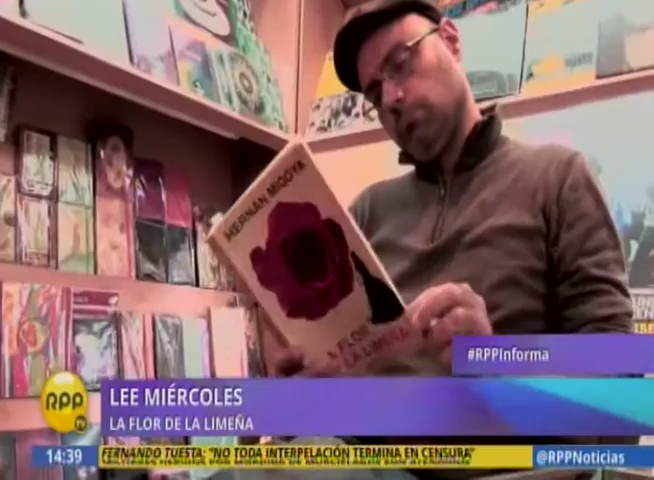 HERNÁN MIGOYA
LA FLOR
DE LA LIMEÑA
#RPPInforma
RPP
TV
LEE MIÉRCOLES
LA FLOR DE LA LIMEÑA
14:39
FERNANDO TUESTA: "NO TODA INTERPELACIÓN TERMINA EN CENSURA"
@RPPNoticias